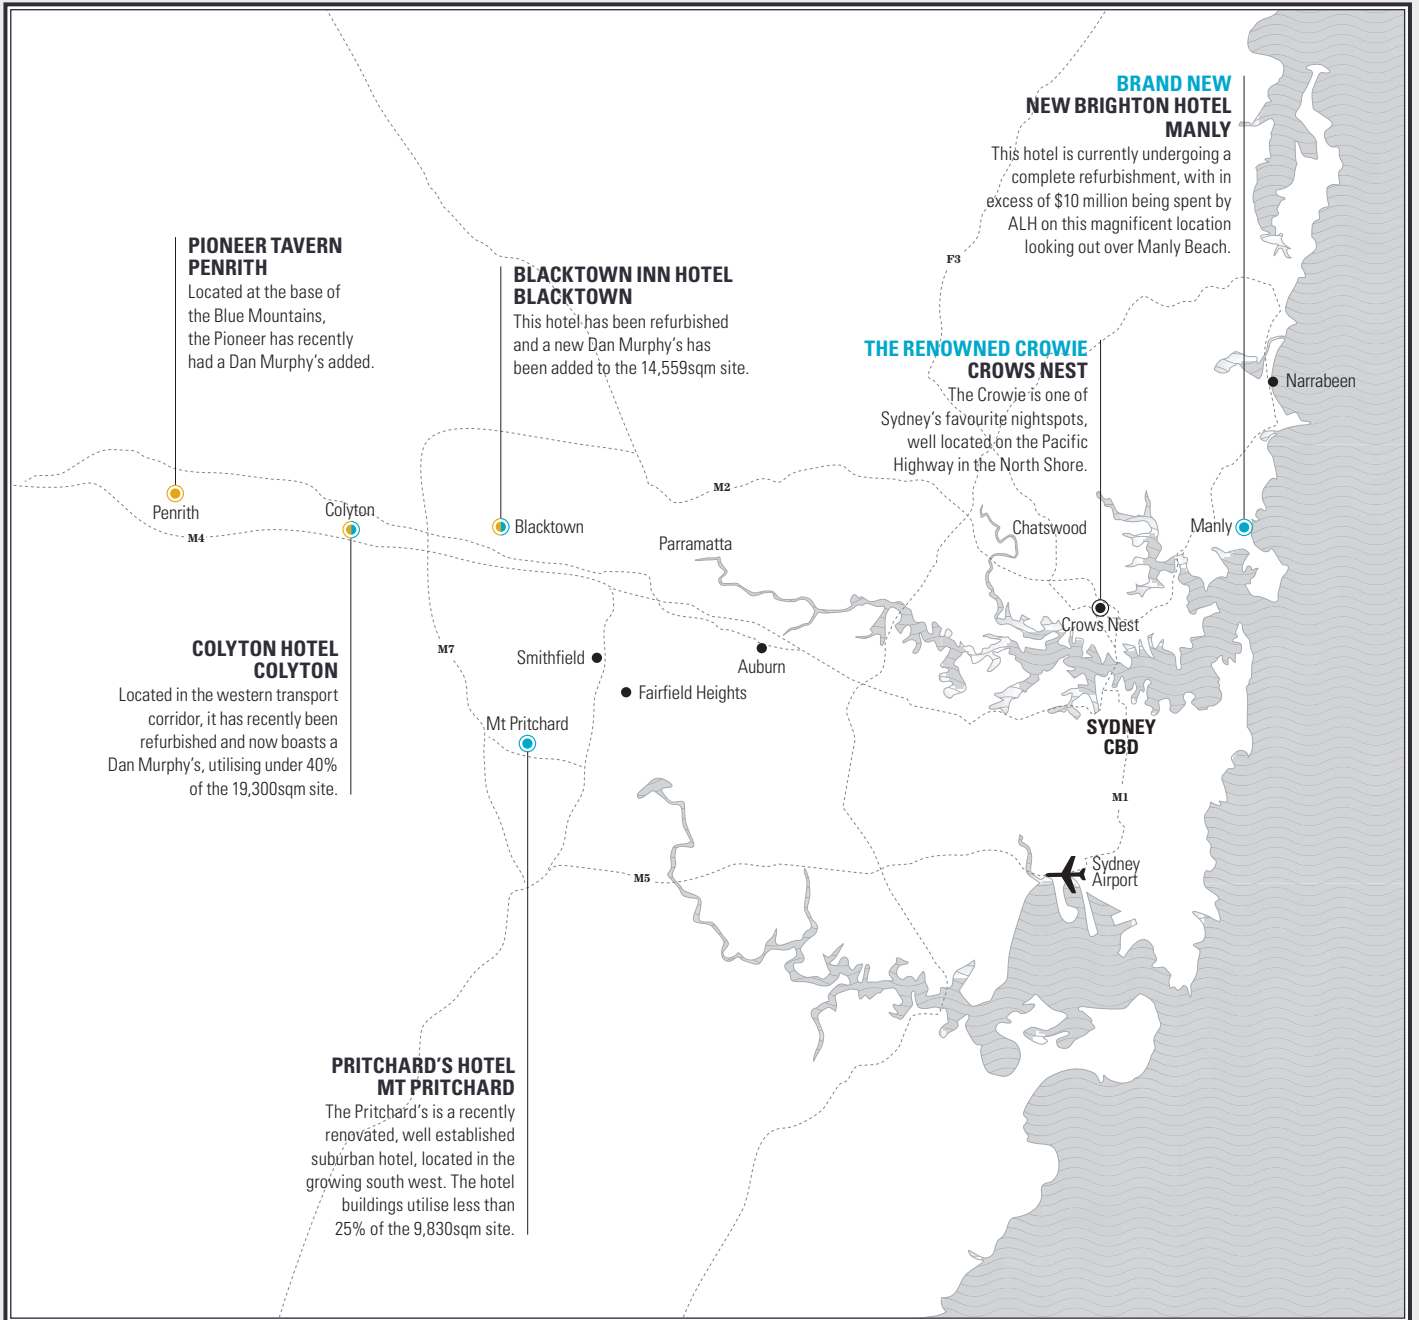 BRAND NEW
NEW BRIGHTON HOTEL
MANLY
This hotel is currently undergoing a
complete refurbishment, with in
excess of $10 million being spent by
ALH on this magnificent location
looking out over Manly Beach.
PIONEER TAVERN
PENRITH
Located at the base of
the Blue Mountains,
the Pioneer has recently
had a Dan Murphy's added.
BLACKTOWN INN HOTEL
BLACKTOWN
This hotel has been refurbished
and a new Dan Murphy's has
been added to the 14,559sqm site.
F3
THE RENOWNED CROWIE
CROWS NEST
The Crowie is one of
Sydney's favourite nightspots,
well located on the Pacific
Highway in the North Shore.
Narrabeen
M2
Penrith
Colyton
M4
Blacktown
Parramatta
Chatswood
Manly
Crows Nest
COLYTON HOTEL
COLYTON
Located in the western transport
corridor, it has recently been
refurbished and now boasts a
Dan Murphy's, utilising under 40%
of the 19,300sqm site.
M7
Smithfield
Auburn
Fairfield Heights
Mt Pritchard
SYDNEY
CBD
M1
M5
Sydney
Airport
PRITCHARD'S HOTEL
MT PRITCHARD
The Pritchard's is a recently
renovated, well established
suburban hotel, located in the
growing south west. The hotel
buildings utilise less than
25% of the 9,830sqm site.